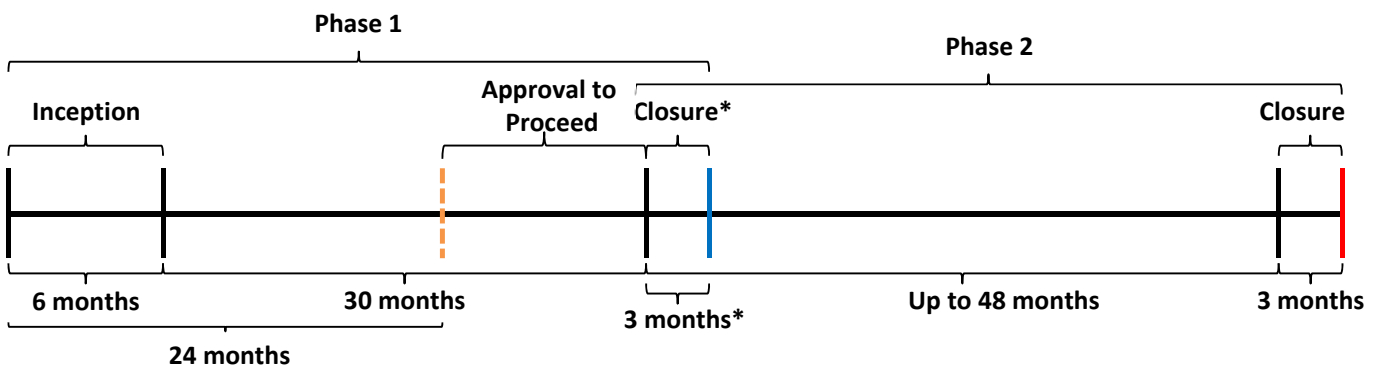 Phase 1
Phase 2
Inception
Approval to
Proceed
Closure*
Closure
6 months
30 months
3 months*
Up to 48 months
3 months
24 months